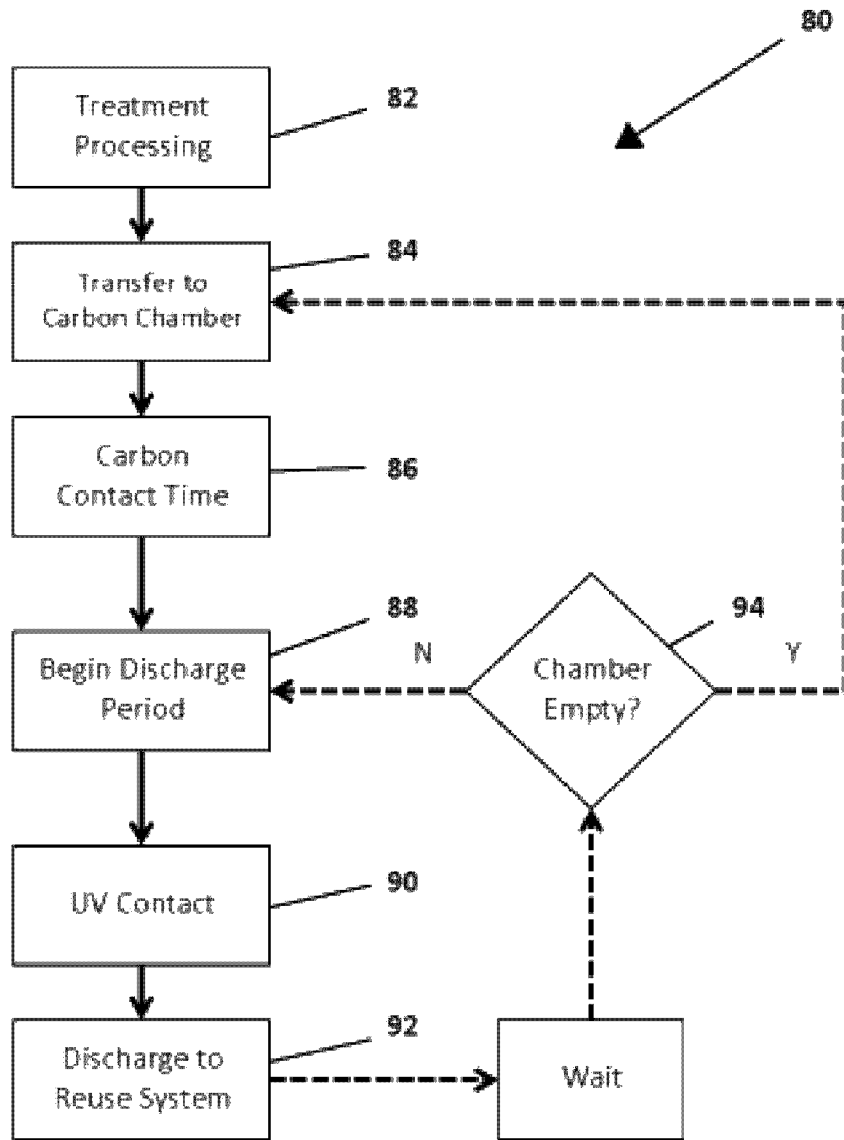 80
Treatment
Processing
82
Transfer to
Carbon Chamber
84
Carbon
Contact Time
86
Begin Discharge
Period
88
N
Chamber
Empty?
94
Y
UV Contact
90
Discharge to
Reuse System
92
Wait